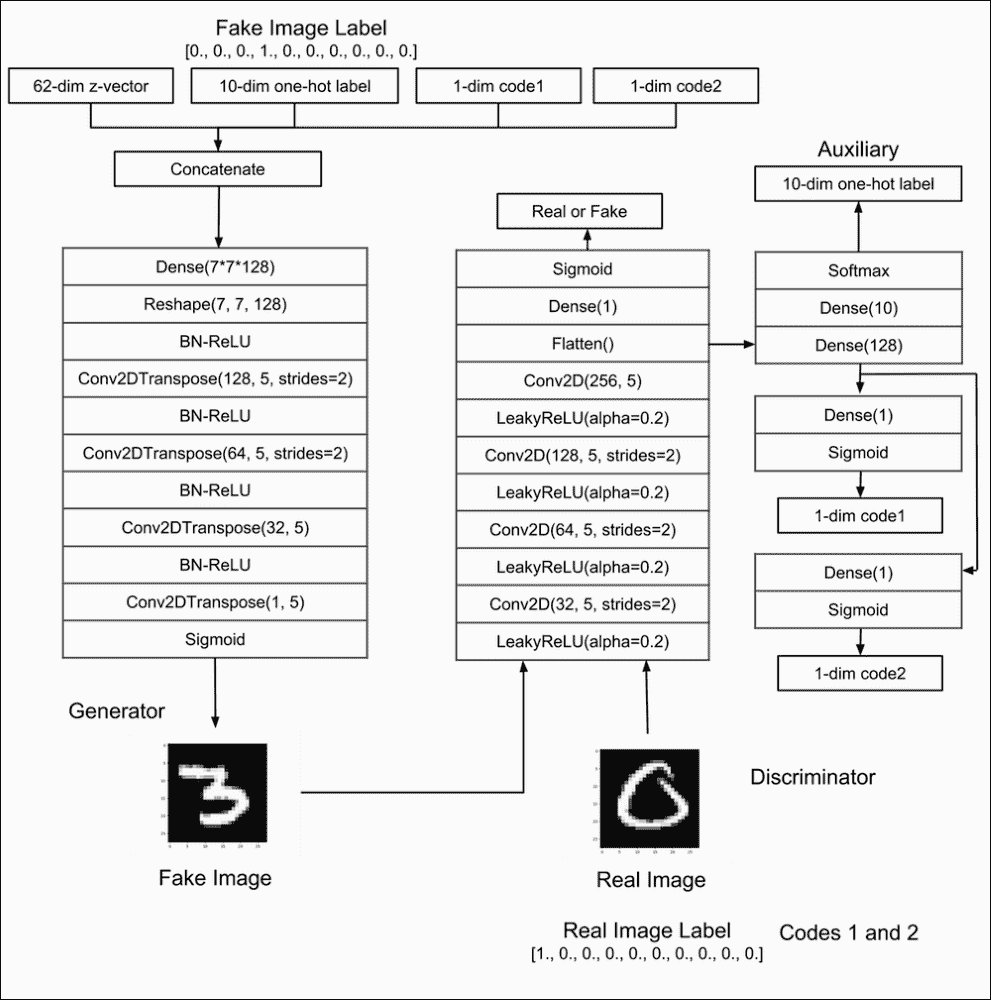 Fake Image Label
[0., 0., 0., 1., 0., 0., 0., 0., 0., 0.]
62-dim z-vector
10-dim one-hot label
1-dim code1
1-dim code2
Concatenate
Dense(7*7*128)
Reshape(7, 7, 128)
BN-ReLU
Conv2DTranspose(128, 5, strides=2)
BN-ReLU
Conv2DTranspose(64, 5, strides=2)
BN-ReLU
Conv2DTranspose(32, 5)
BN-ReLU
Conv2DTranspose(1, 5)
Sigmoid
Generator
Fake Image
Real or Fake
Sigmoid
Dense(1)
Flatten()
Conv2D(256, 5)
LeakyReLU(alpha=0.2)
Conv2D(128, 5, strides=2)
LeakyReLU(alpha=0.2)
Conv2D(64, 5, strides=2)
LeakyReLU(alpha=0.2)
Conv2D(32, 5, strides=2)
LeakyReLU(alpha=0.2)
Real Image
Auxiliary
10-dim one-hot label
Softmax
Dense(10)
Dense(128)
Dense(1)
Sigmoid
1-dim code1
Dense(1)
Sigmoid
1-dim code2
Discriminator
Real Image Label
[1., 0., 0., 0., 0., 0., 0., 0., 0., 0.]
Codes 1 and 2